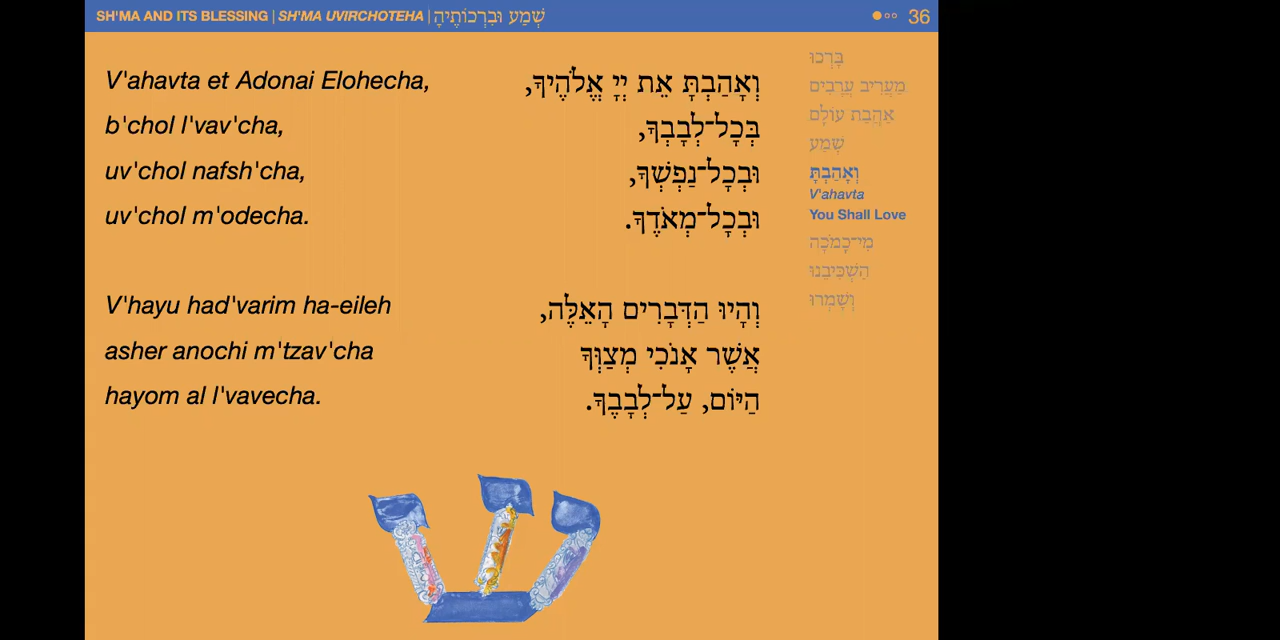 SH'MA AND ITS BLESSING | SH'MA UVIRCHOTEHA | שְׁמַע וּבִרְכוֹתֶיהָ 36
V'ahavta et Adonai Elohecha,
b'chol l'vav'cha,
uv'chol nafsh'cha,
uv'chol m'odecha.
V'hayu had'varim ha-eileh
asher anochi m'tzav'cha
hayom al l'vavecha.
וְאָהַבְתָּ אֵת יְיָ אֱלֹהֶיךָ,
בְּכָל־לְבָבְךָ,
וּבְכָל־נַפְשְׁךָ,
וּבְכָל־מְאֹדֶךָ.
וְהָיוּ הַדְּבָרִים הָאֵלֶּה,
אֲשֶׁר אָנֹכִי מְצַוְּךָ
הַיּוֹם, עַל־לְבָבֶךָ.
בָּרְכוּ
מַעֲרִיב עֲרָבִים
אַהֲבַת עוֹלָם
שְׁמַע
וְאָהַבְתָּ
V'ahavta
You Shall Love
מִי־כָמֹכָה
הַשְׁכִּיבֵנוּ
וְשָׁמְרוּ
ש